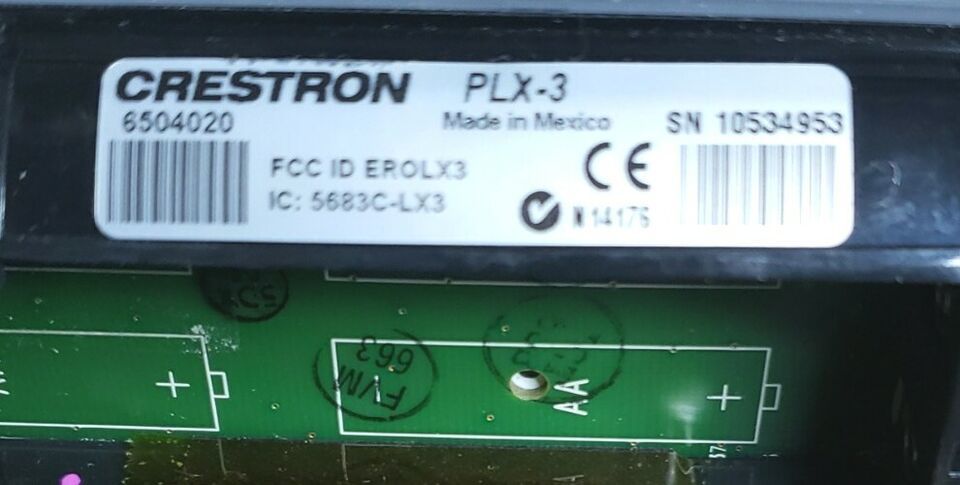 CRESTRON PLX-3
6504020 Made in Mexico SN 10534953
FCC ID EROLX3
IC: 5683C-LX3
CE
N14176
FVM
663
AA
+
+